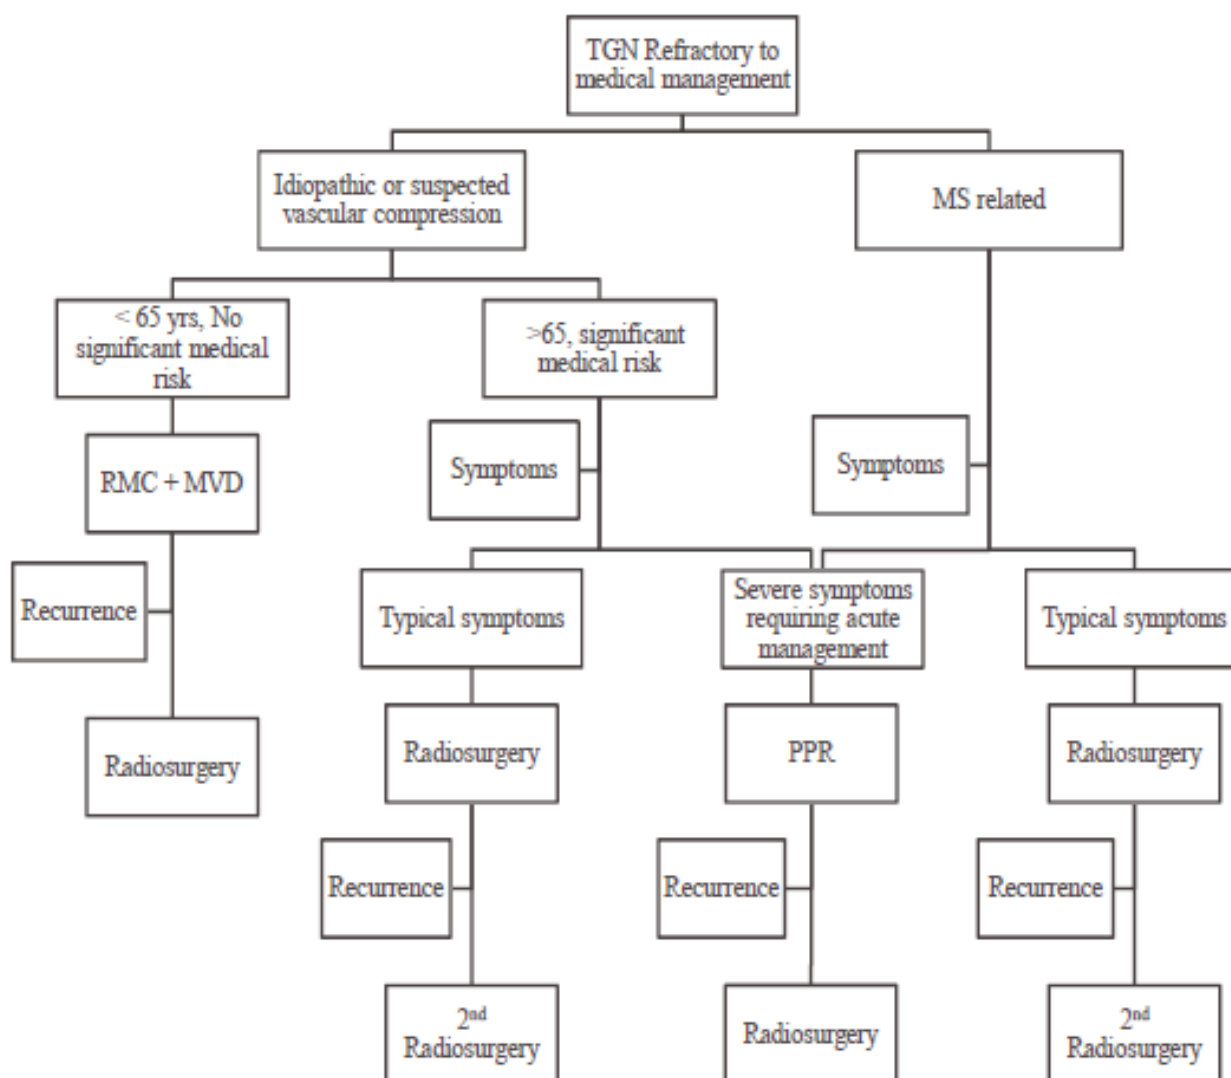 TGN Refractory to
medical management
Idiopathic or suspected
vascular compression
MS related
< 65 yrs, No
significant medical
risk
>65, significant
medical risk
RMC + MVD
Symptoms
Symptoms
Recurrence
Typical symptoms
Severe symptoms
requiring acute
management
Typical symptoms
Radiosurgery
Radiosurgery
PPR
Radiosurgery
Recurrence
Recurrence
Recurrence
2nd
Radiosurgery
Radiosurgery
2nd
Radiosurgery